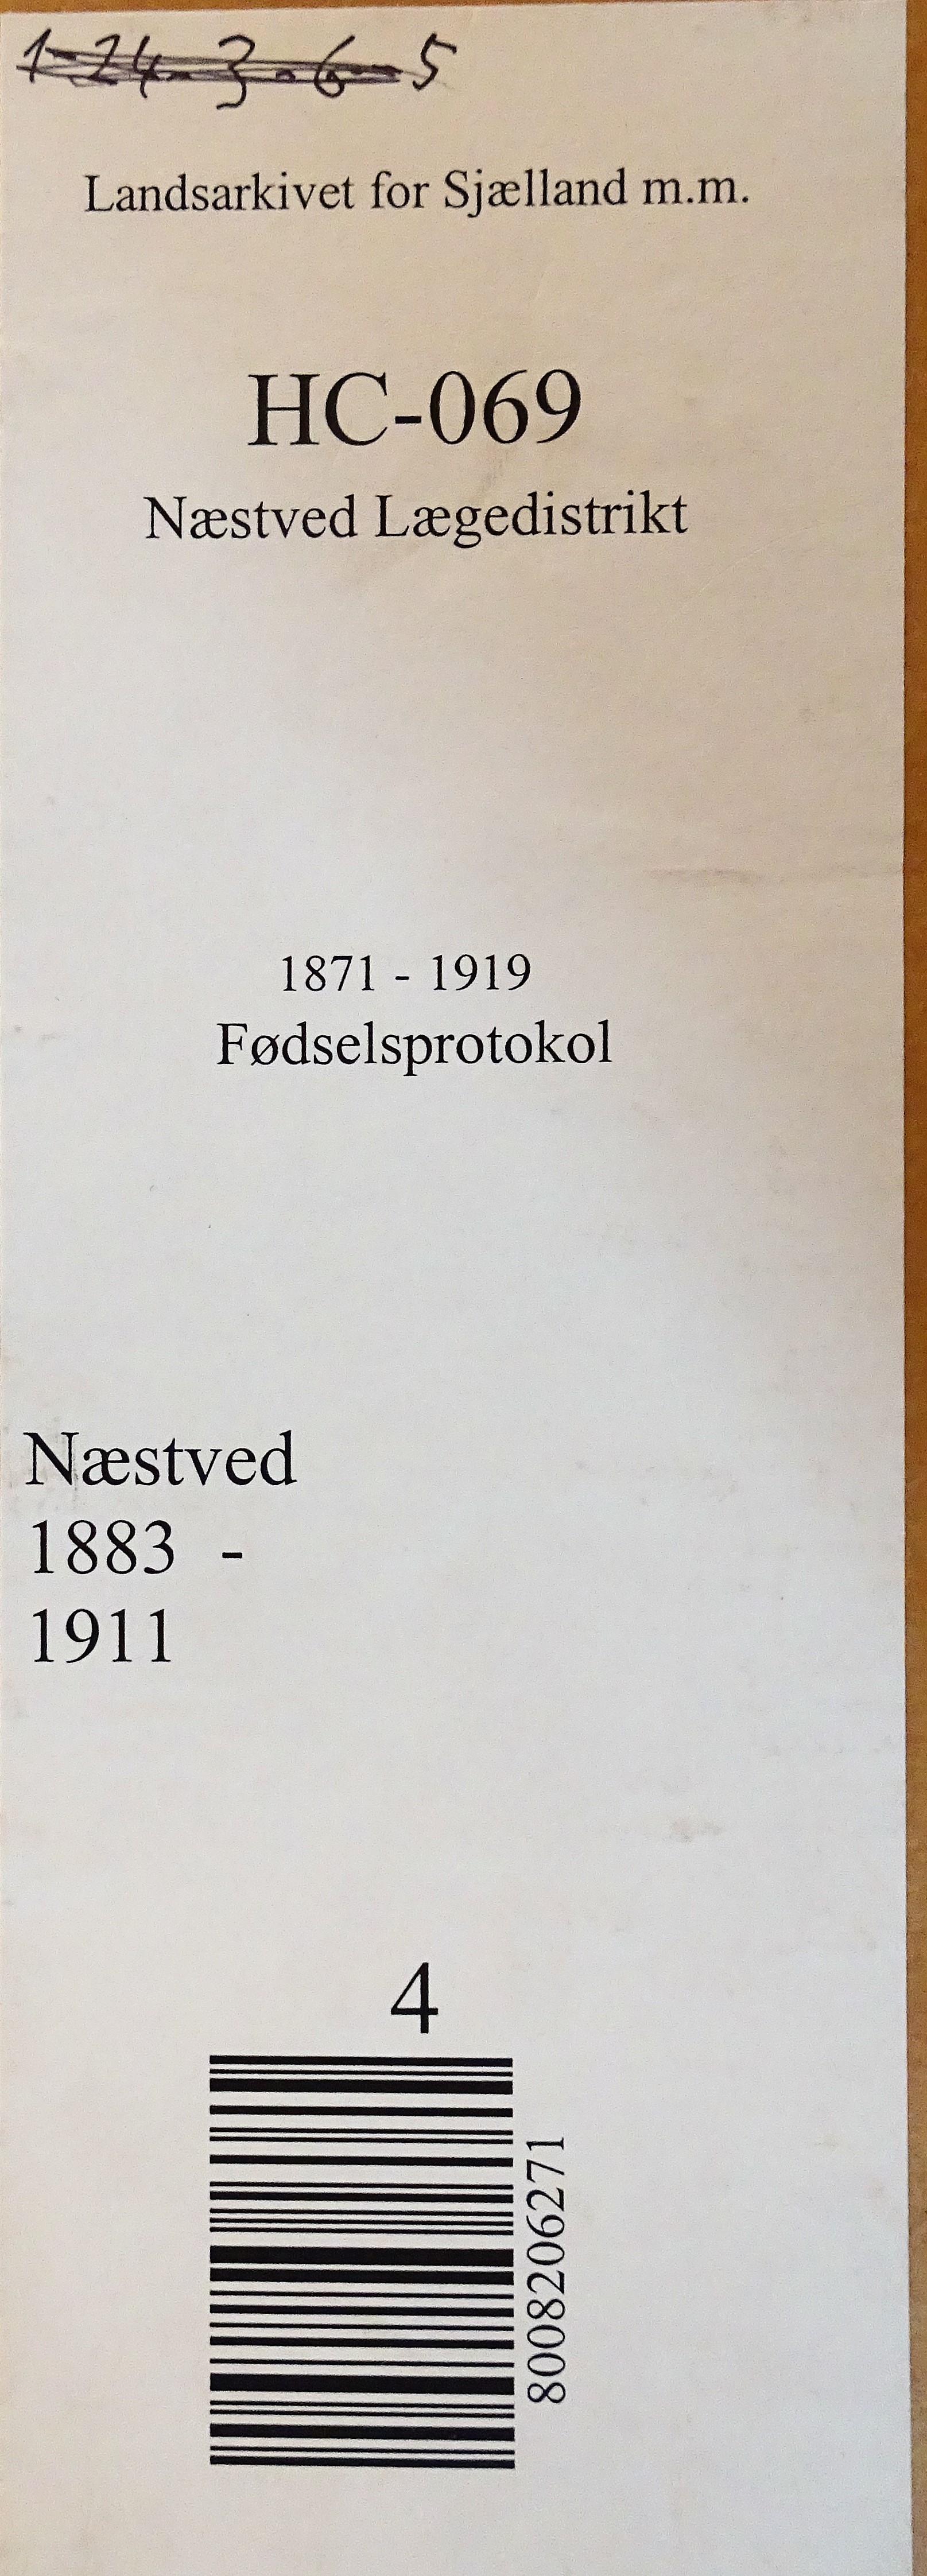 1-24-3-6-5
Landsarkivet for Sjælland m.m.
HC-069
Næstved Lægedistrikt
1871 - 1919
Fødselsprotokol
Næstved
1883 -
1911
4
8008206271